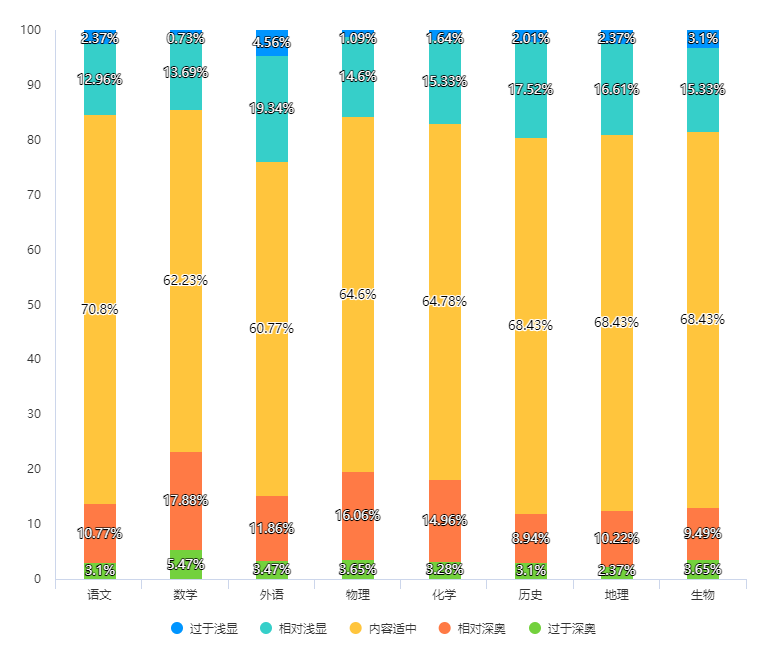 100
2.37% 0.73% 4.56% 1.09% 1.64% 2.01% 2.37% 3.1%
90
12.96% 13.69% 19.34% 14.6% 15.33% 17.52% 16.61% 15.33%
80
70
60
50
70.8% 62.23% 60.77% 64.6% 64.78% 68.43% 68.43% 68.43%
40
30
20
10
10.77% 17.88% 11.86% 16.06% 14.96% 8.94% 10.22% 9.49%
3.1% 5.47% 3.47% 3.65% 3.28% 3.1% 2.37% 3.65%
0
语文 数学 外语 物理 化学 历史 地理 生物
过于浅显 相对浅显 内容适中 相对深奥 过于深奥